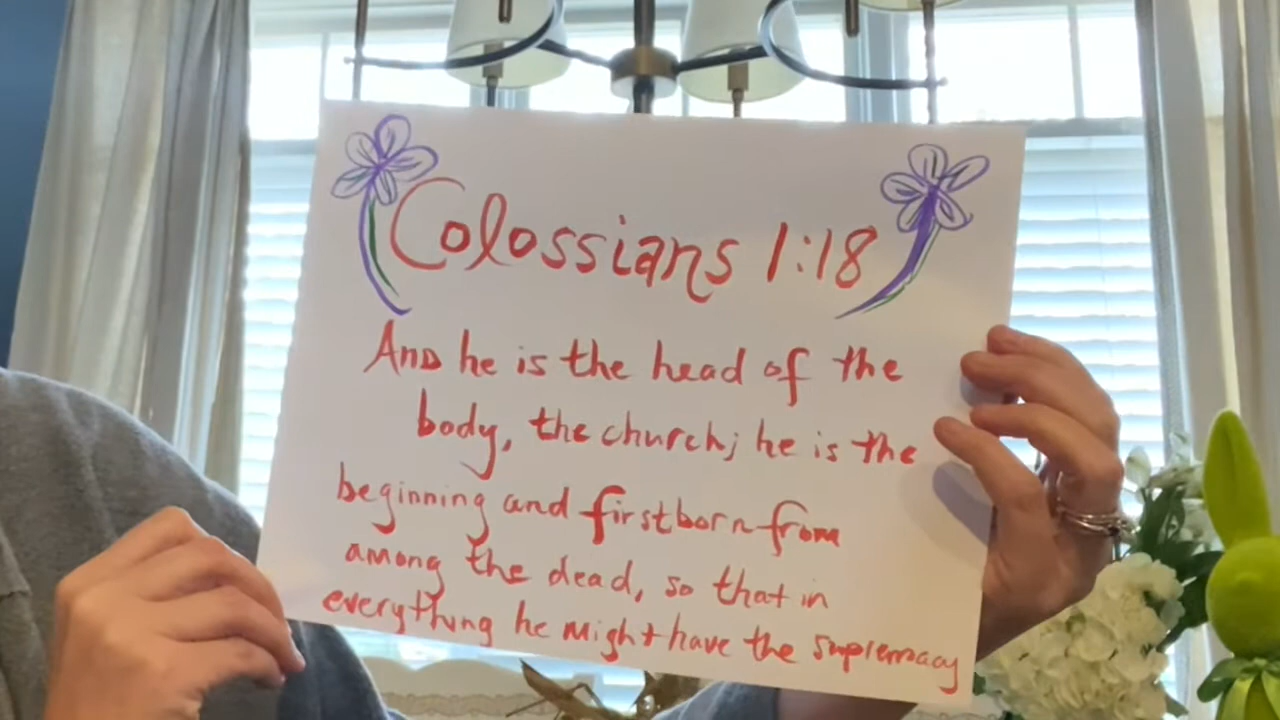 Colossians 1:18
And he is the head of the
body, the church; he is the
beginning and firstborn from
among the dead, so that in
everything he might have the supremacy